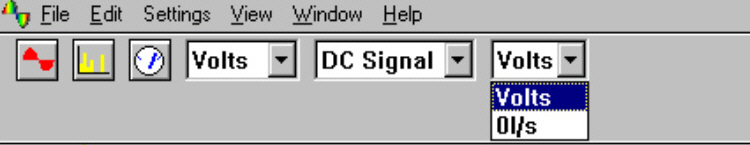 File Edit Settings View Window Help
Volts DC Signal Volts
Volts
0l/s